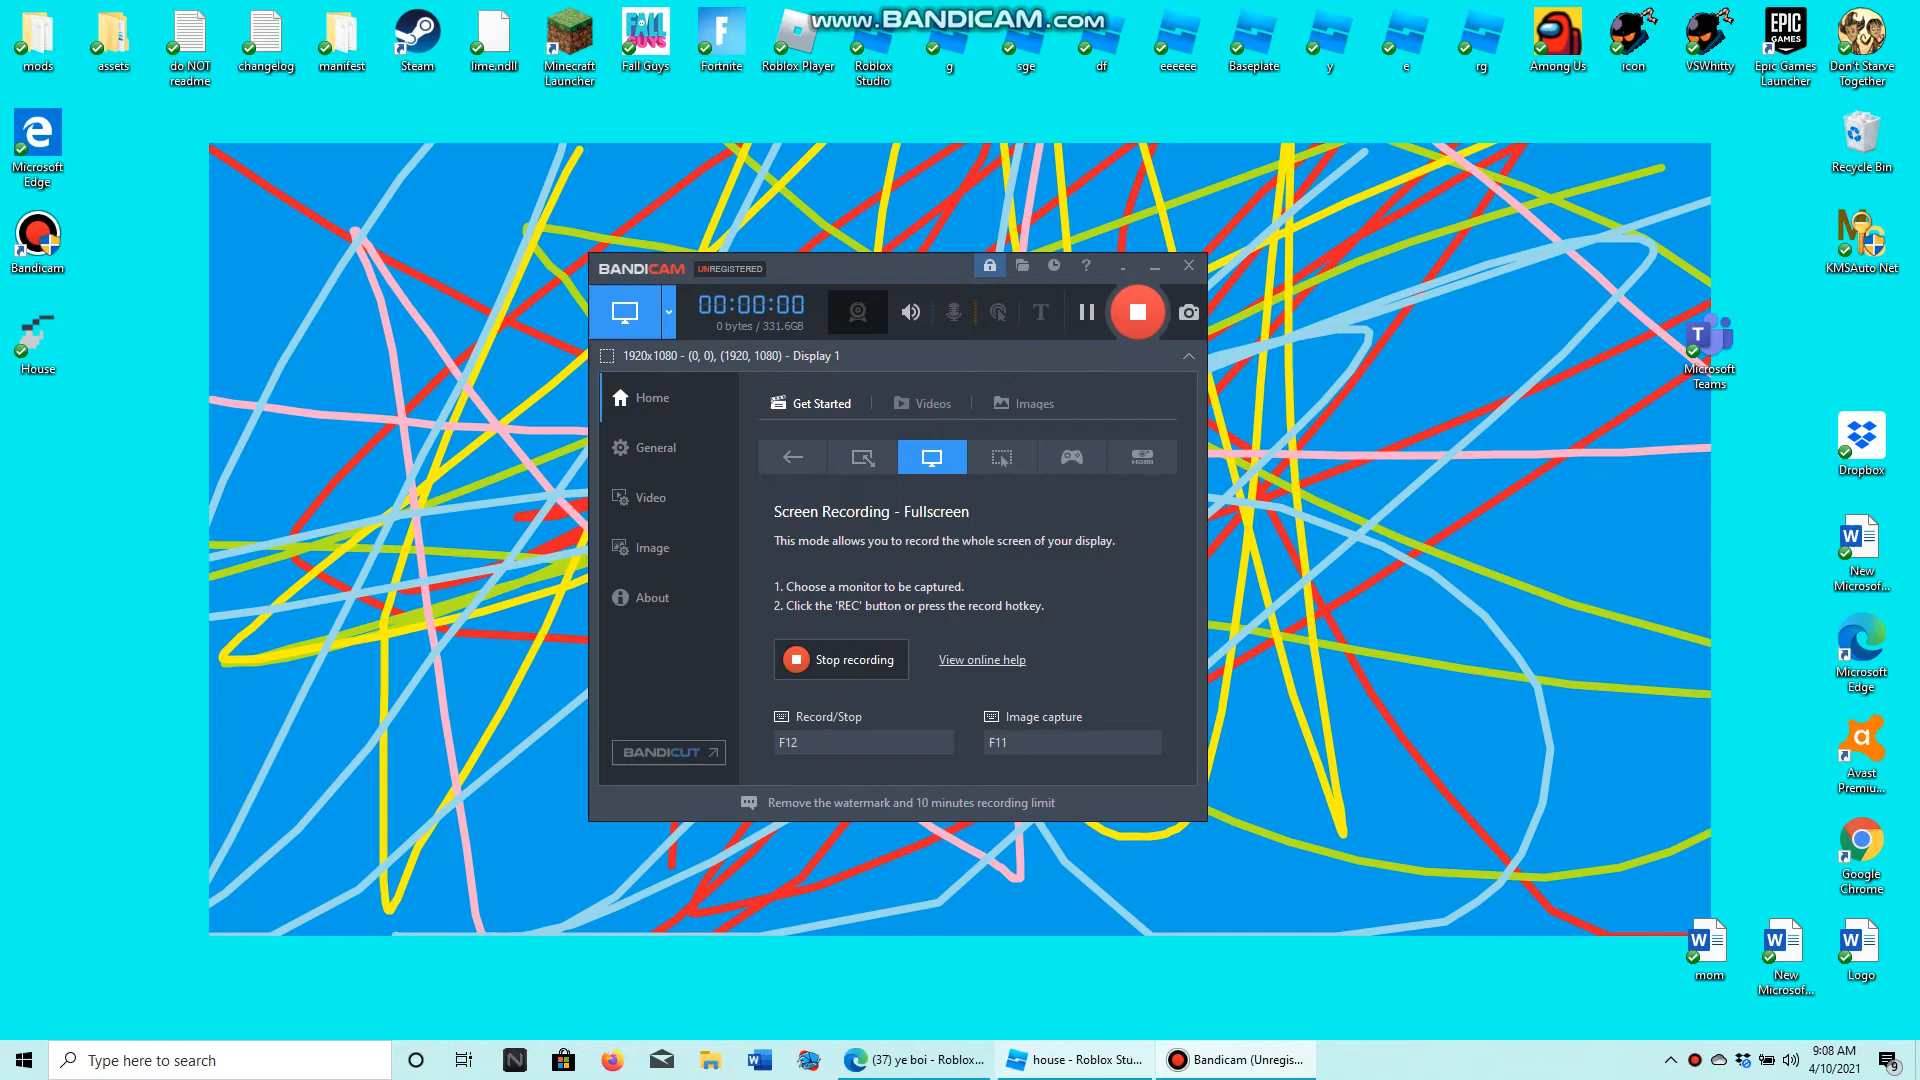 www.BANDICAM.com
mods
assets
do NOT
readme
changelog
manifest
Steam
lime.ndll
Minecraft
Launcher
FALL
GUYS
Fall Guys
Fortnite
Roblox Player
Roblox
Studio
g
sge
df
eeeeee
Baseplate
y
e
rg
Among Us
icon
VSWhitty
EPIC
GAMES
Epic Games
Launcher
Don't Starve
Together
Microsoft
Edge
Bandicam
House
Recycle Bin
KMSAuto Net
Microsoft
Teams
Dropbox
New
Microsof...
Microsoft
Edge
Avast
Premiu...
Google
Chrome
mom
New
Microsof...
Logo
BANDICAM UNREGISTERED
00:00:00
0 bytes / 331.6GB
1920x1080 - (0, 0), (1920, 1080) - Display 1
Home
General
Video
Image
About
BANDICUT
Get Started
Videos
Images
HDMI
Screen Recording - Fullscreen
This mode allows you to record the whole screen of your display.
1. Choose a monitor to be captured.
2. Click the 'REC' button or press the record hotkey.
Stop recording
View online help
Record/Stop
Image capture
F12
F11
Remove the watermark and 10 minutes recording limit
Type here to search
(37) ye boi - Roblox...
house - Roblox Stu...
Bandicam (Unregis...
9:08 AM
4/10/2021
9